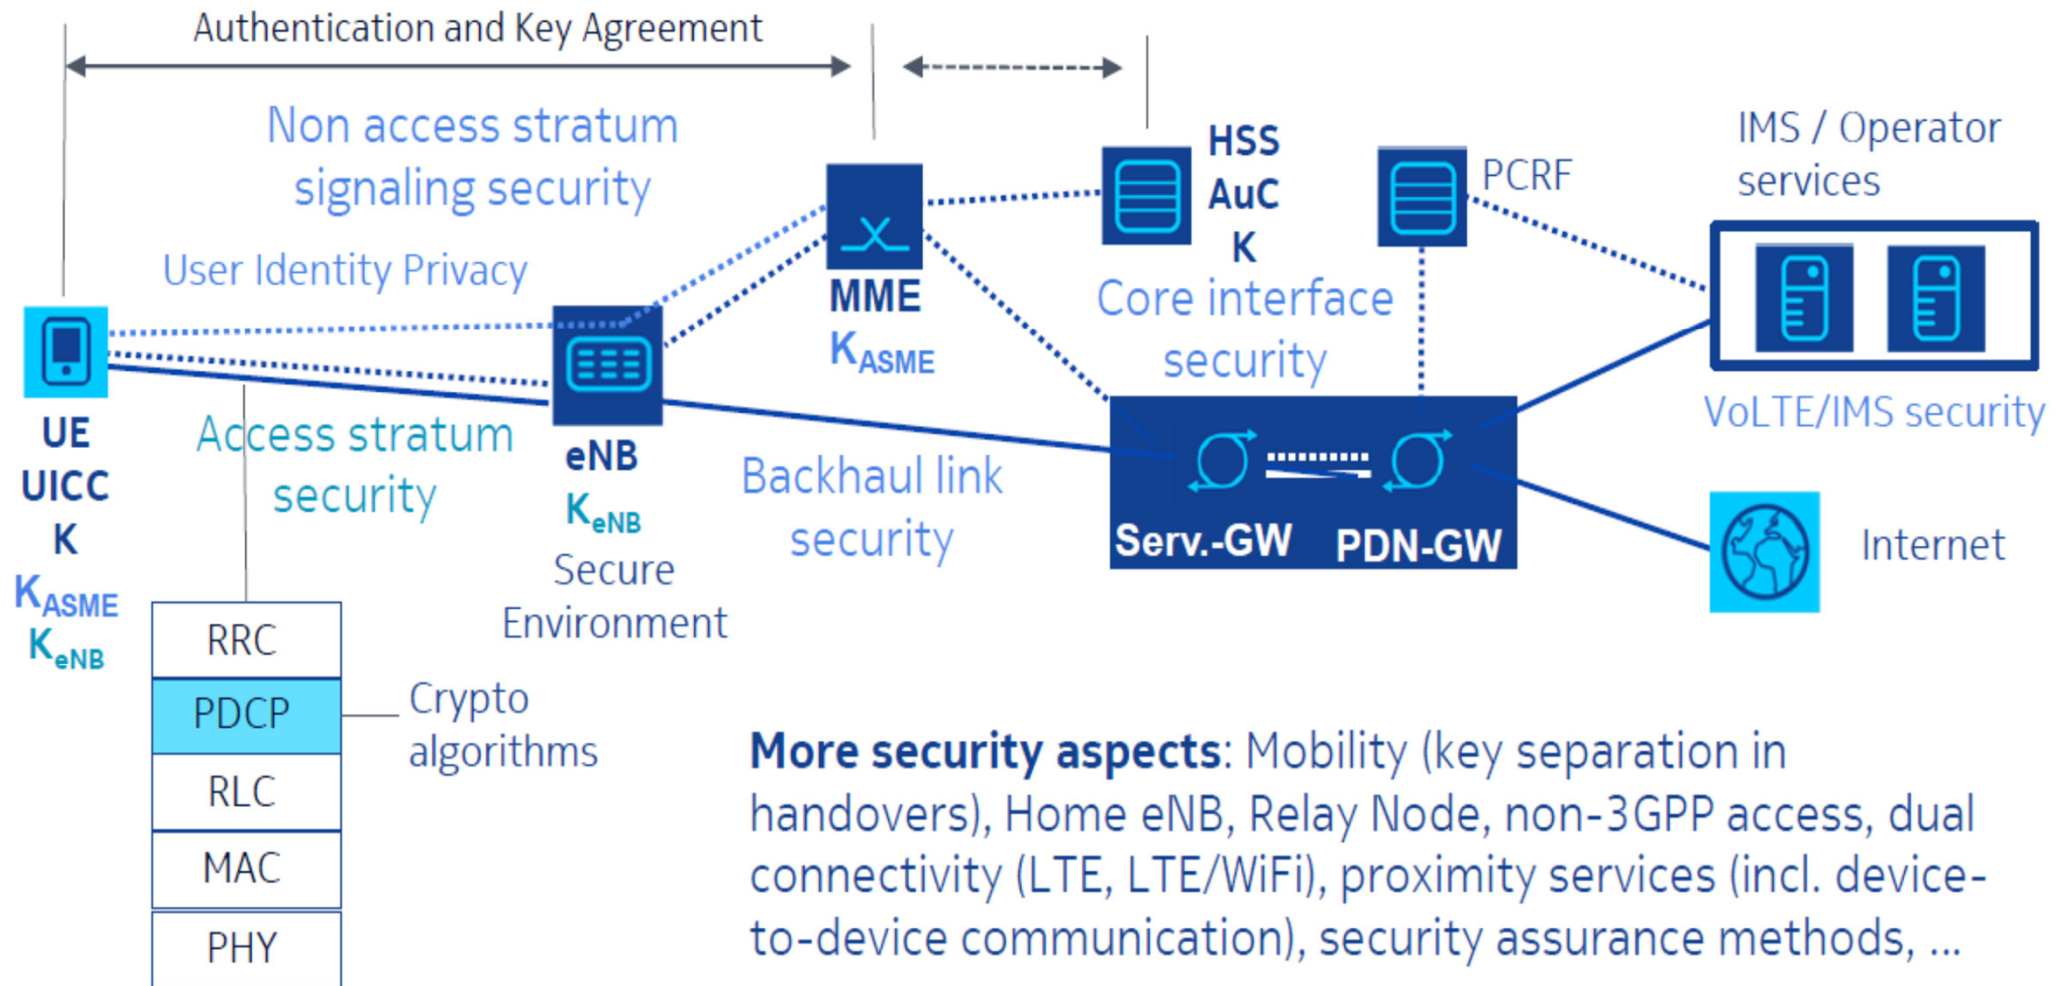 Authentication and Key Agreement
Non access stratum
signaling security
User Identity Privacy
HSS
AuC
K
PCRF
IMS / Operator
services
MME
K_ASME
Core interface
security
VoLTE/IMS security
UE
UICC
K
K_ASME
K_eNB
Access stratum
security
eNB
K_eNB
Secure
Environment
Backhaul link
security
Serv.-GW
PDN-GW
Internet
RRC
PDCP
RLC
MAC
PHY
Crypto
algorithms
More security aspects: Mobility (key separation in
handovers), Home eNB, Relay Node, non-3GPP access, dual
connectivity (LTE, LTE/WiFi), proximity services (incl. device-
to-device communication), security assurance methods, ...